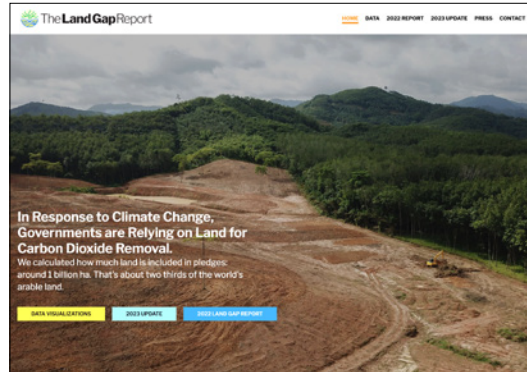 The Land Gap Report
HOME DATA 2022 REPORT 2023 UPDATE PRESS CONTACT
In Response to Climate Change,
Governments are Relying on Land for
Carbon Dioxide Removal.
We calculated how much land is included in pledges:
around 1 billion ha. That's about two thirds of the world's
arable land.
DATA VISUALIZATIONS 2023 UPDATE 2022 LAND GAP REPORT